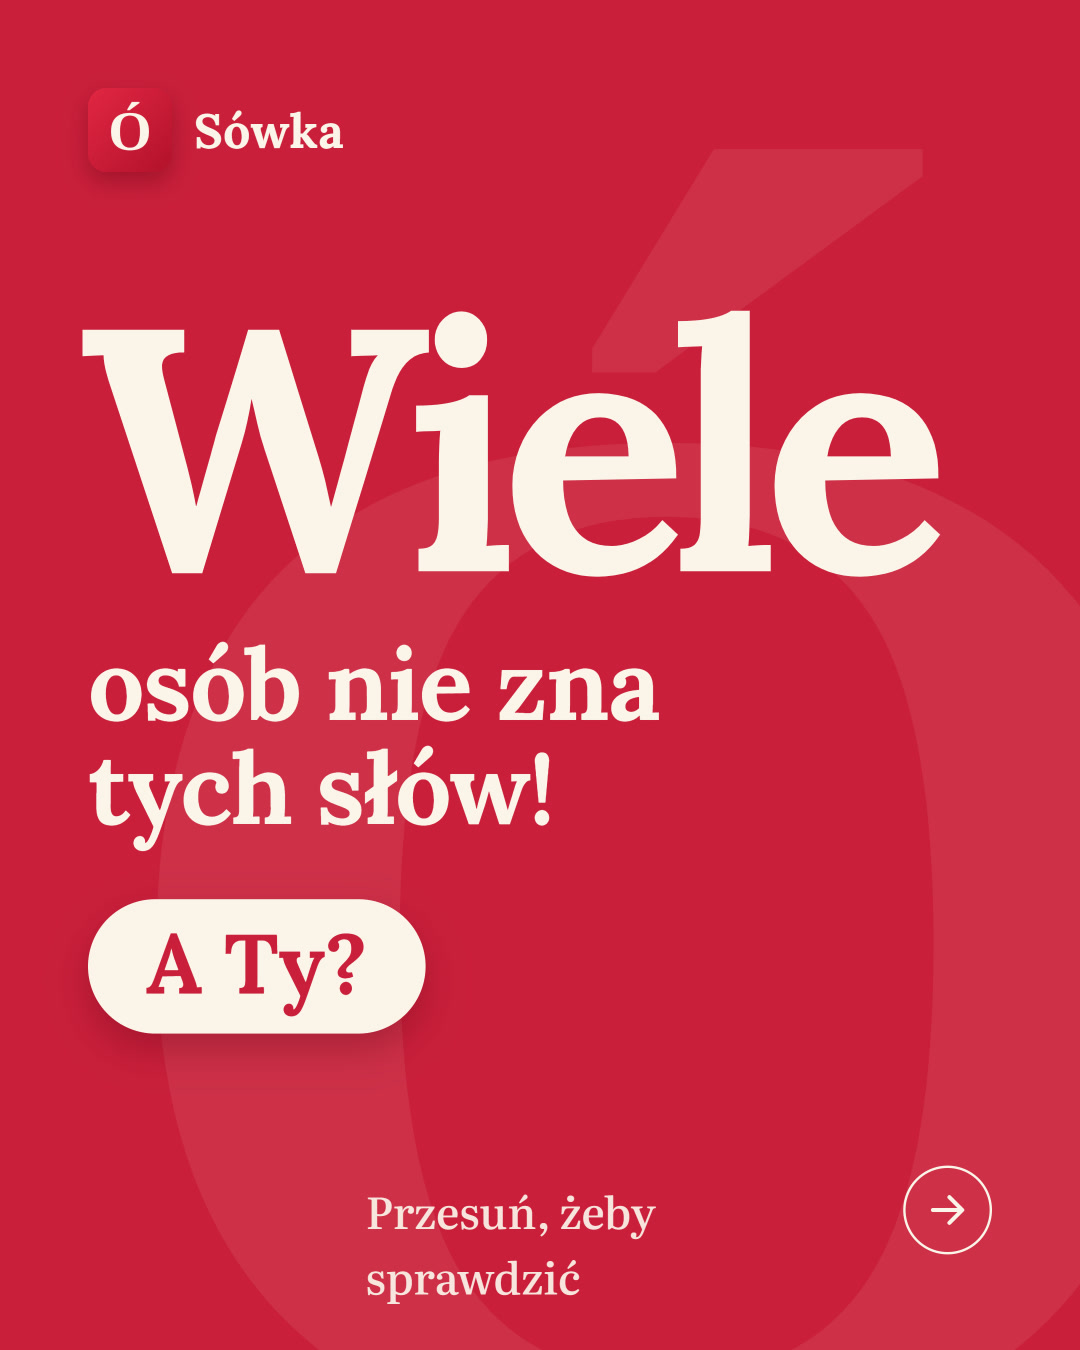 Ó Sówka
Wiele
osób nie zna
tych słów!
A Ty?
Przesuń, żeby
sprawdzić